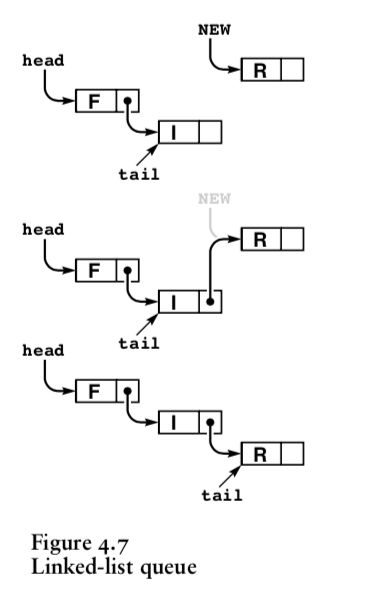 NEW
head
R
F
I
tail
NEW
head
R
F
I
tail
head
F
I
R
tail
Figure 4.7
Linked-list queue